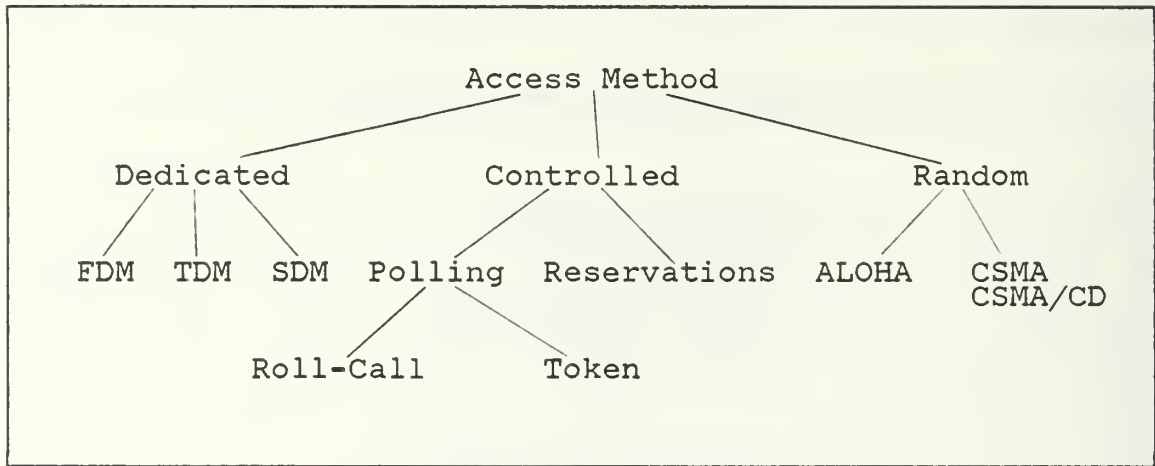 Access Method
Dedicated Controlled Random
FDM TDM SDM Polling Reservations ALOHA CSMA
CSMA/CD
Roll-Call Token